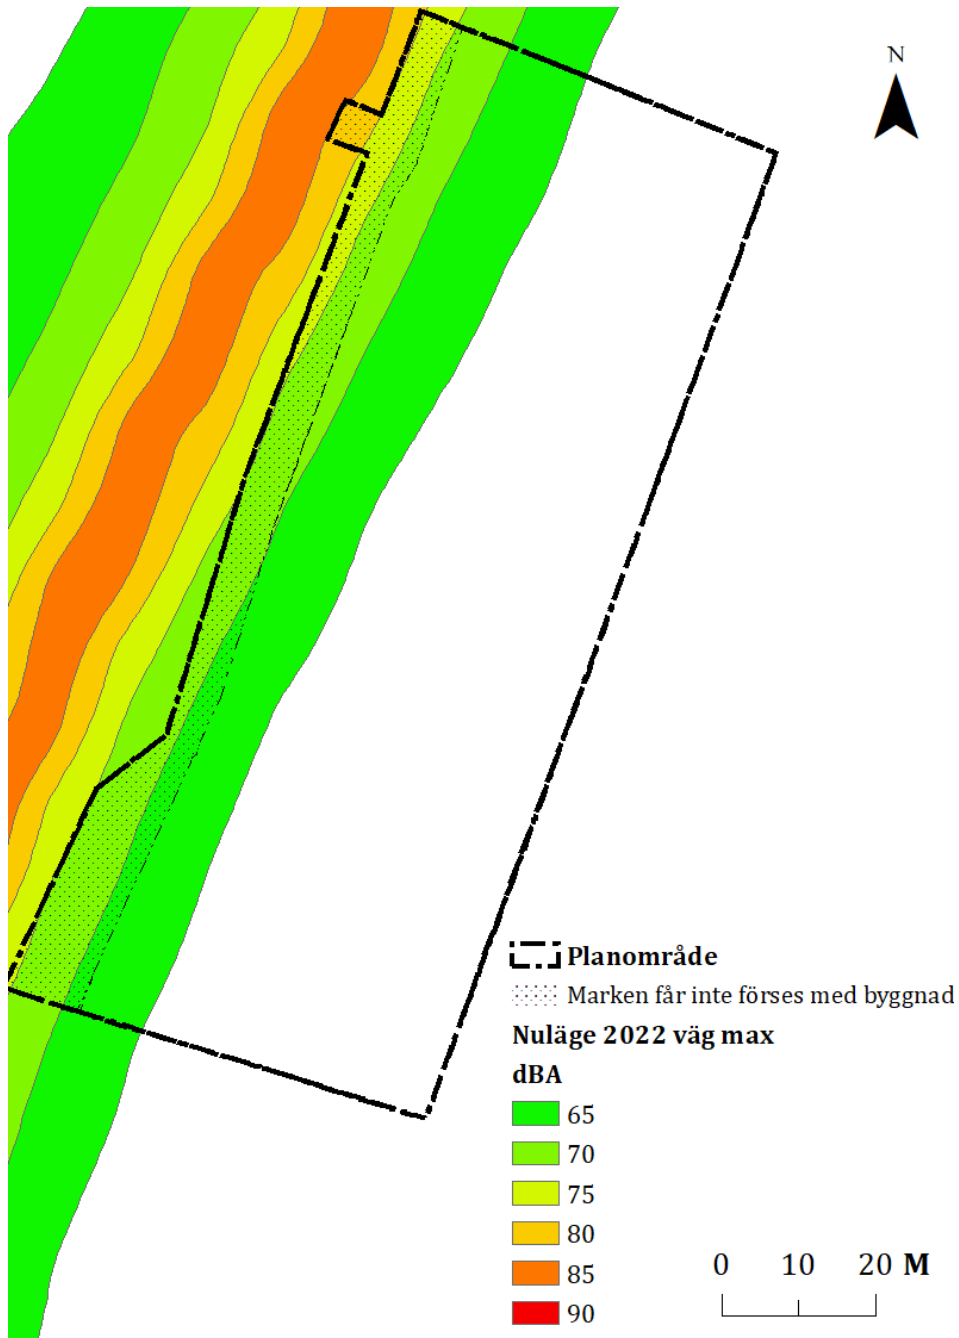 N
Planområde
Marken får inte förses med byggnad
Nuläge 2022 väg max
dBA
65
70
75
80
85
90
0 10 20 M